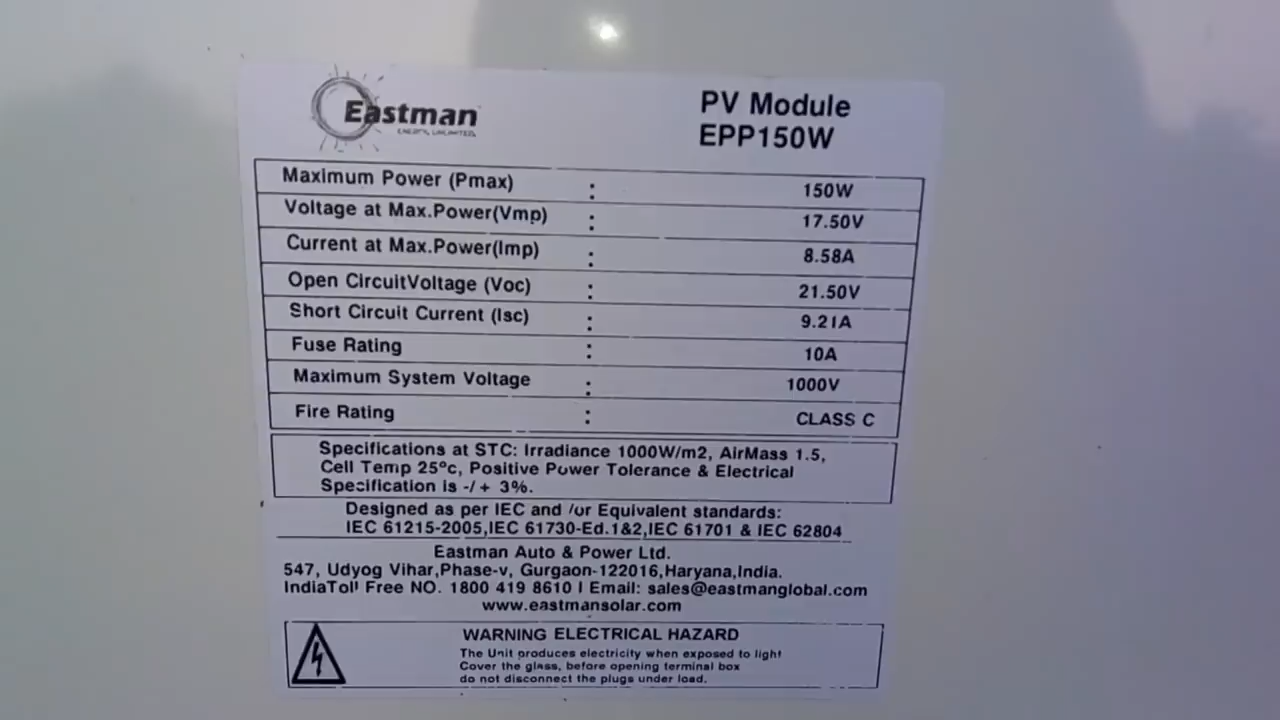 Eastman
ENERGY, UNLIMITED.
PV Module
EPP150W
Maximum Power (Pmax) : 150W
Voltage at Max.Power(Vmp) : 17.50V
Current at Max.Power(Imp) : 8.58A
Open CircuitVoltage (Voc) : 21.50V
Short Circuit Current (Isc) : 9.21A
Fuse Rating : 10A
Maximum System Voltage : 1000V
Fire Rating : CLASS C
Specifications at STC: Irradiance 1000W/m2, AirMass 1.5,
Cell Temp 25°c, Positive Power Tolerance & Electrical
Specification is -/+ 3%.
Designed as per IEC and /or Equivalent standards:
IEC 61215-2005,IEC 61730-Ed.1&2,IEC 61701 & IEC 62804
Eastman Auto & Power Ltd.
547, Udyog Vihar,Phase-v, Gurgaon-122016,Haryana,India.
IndiaToll Free NO. 1800 419 8610 I Email: sales@eastmanglobal.com
www.eastmansolar.com
WARNING ELECTRICAL HAZARD
The Unit produces electricity when exposed to light
Cover the glass, before opening terminal box
do not disconnect the plugs under load.